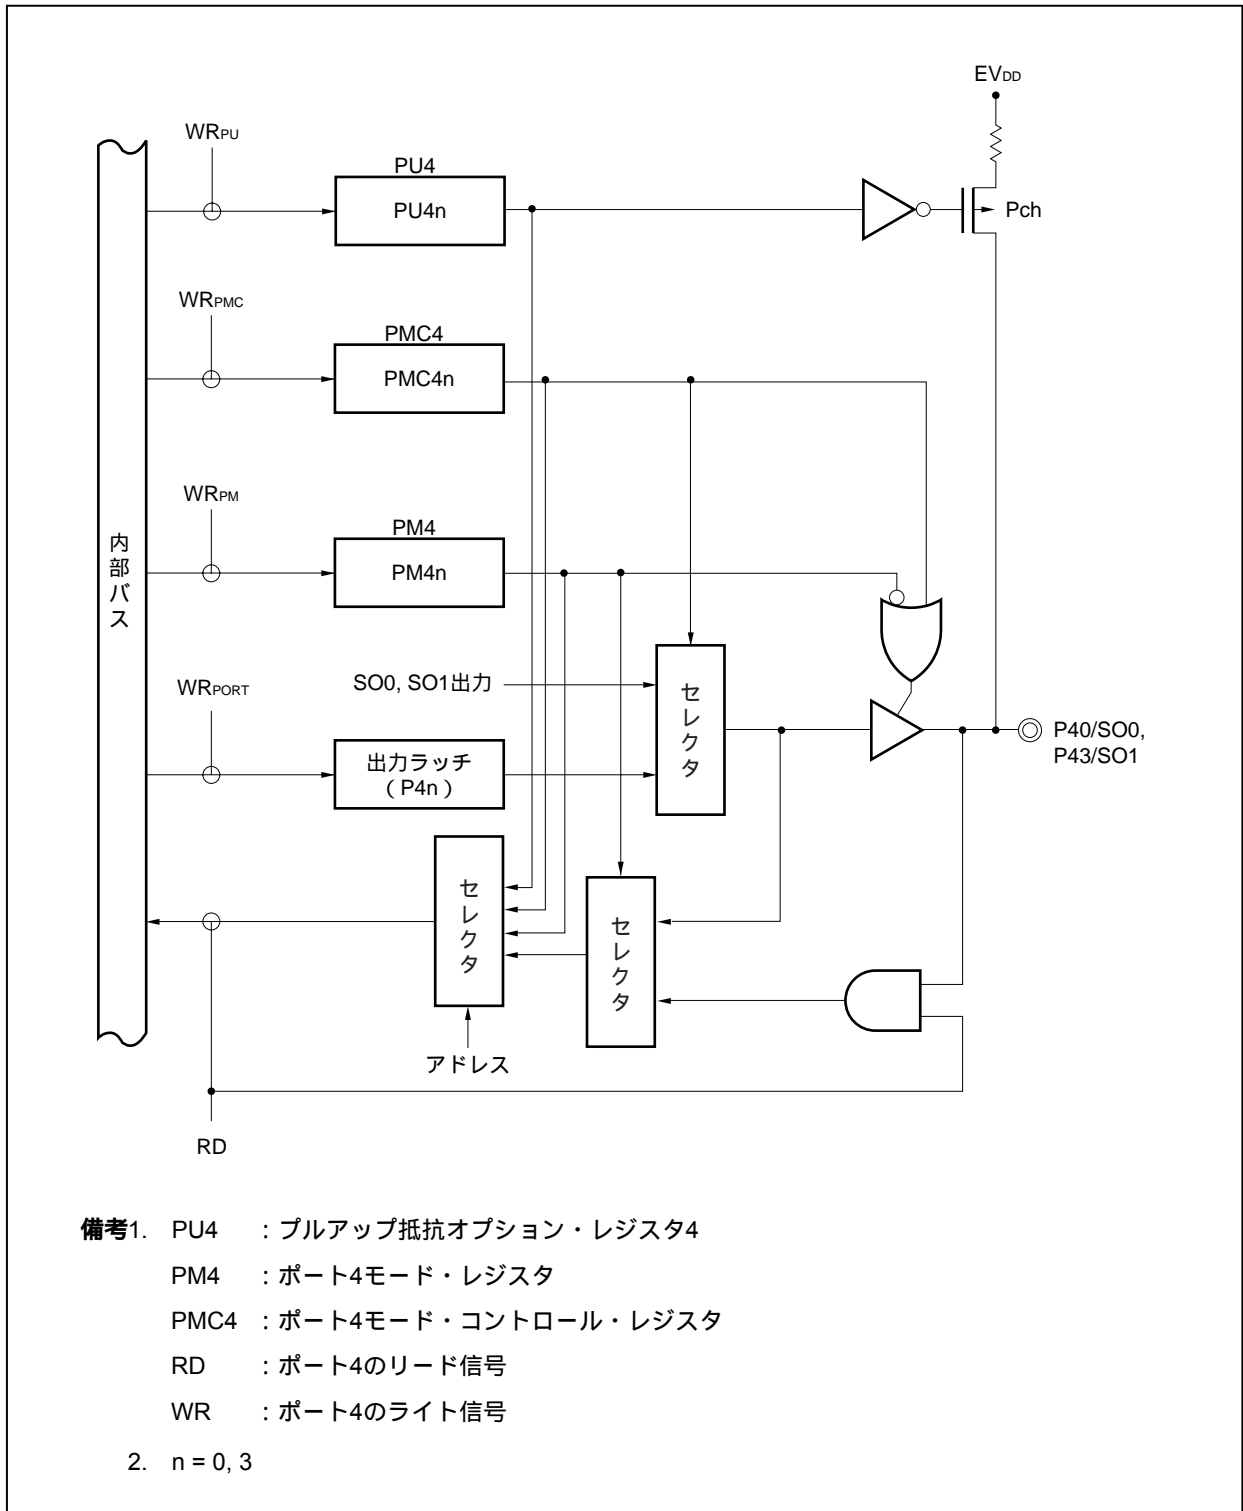 EVDD
WRPU
PU4
PU4n
Pch
WRPMC
PMC4
PMC4n
WRPM
PM4
PM4n
内部バス
WRPORT
SO0, SO1出力
セレクタ
出力ラッチ
（P4n）
P40/SO0,
P43/SO1
セレクタ
セレクタ
アドレス
RD
備考1. PU4 ：プルアップ抵抗オプション・レジスタ4
PM4 ：ポート4モード・レジスタ
PMC4 ：ポート4モード・コントロール・レジスタ
RD ：ポート4のリード信号
WR ：ポート4のライト信号
2. n = 0, 3